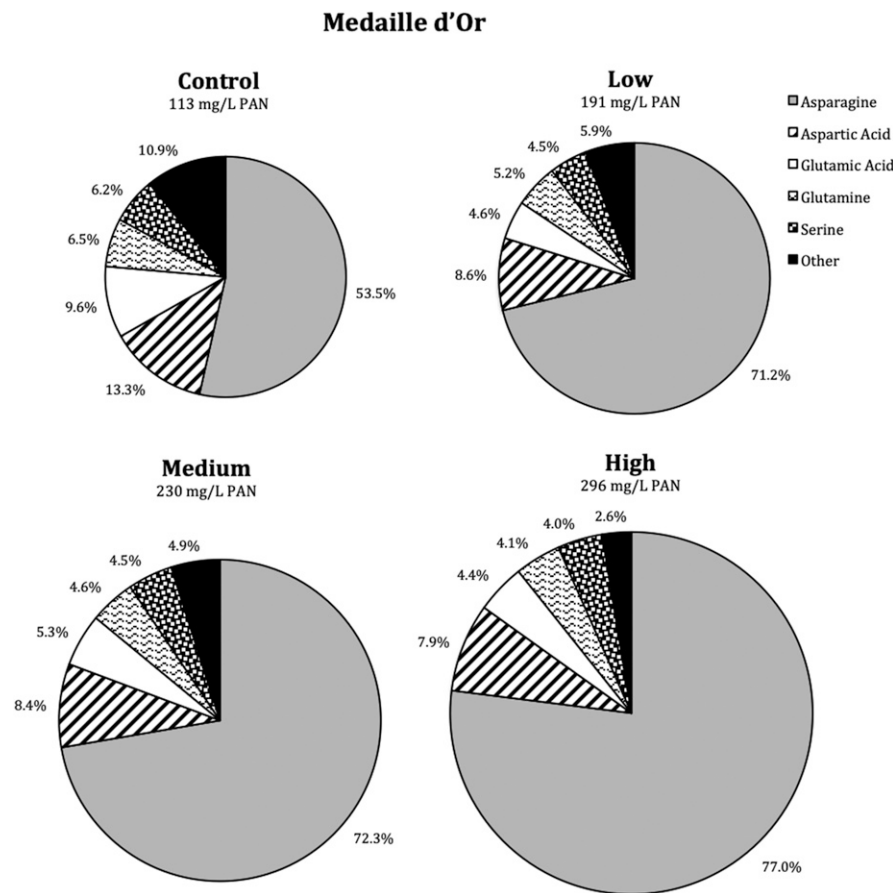 Medaille d'Or
Control
113 mg/L PAN
10.9%
6.2%
6.5%
9.6%
13.3%
53.5%
Low
191 mg/L PAN
5.9%
4.5%
5.2%
4.6%
8.6%
71.2%
Asparagine
Aspartic Acid
Glutamic Acid
Glutamine
Serine
Other
Medium
230 mg/L PAN
4.9%
4.5%
4.6%
5.3%
8.4%
72.3%
High
296 mg/L PAN
2.6%
4.0%
4.1%
4.4%
7.9%
77.0%